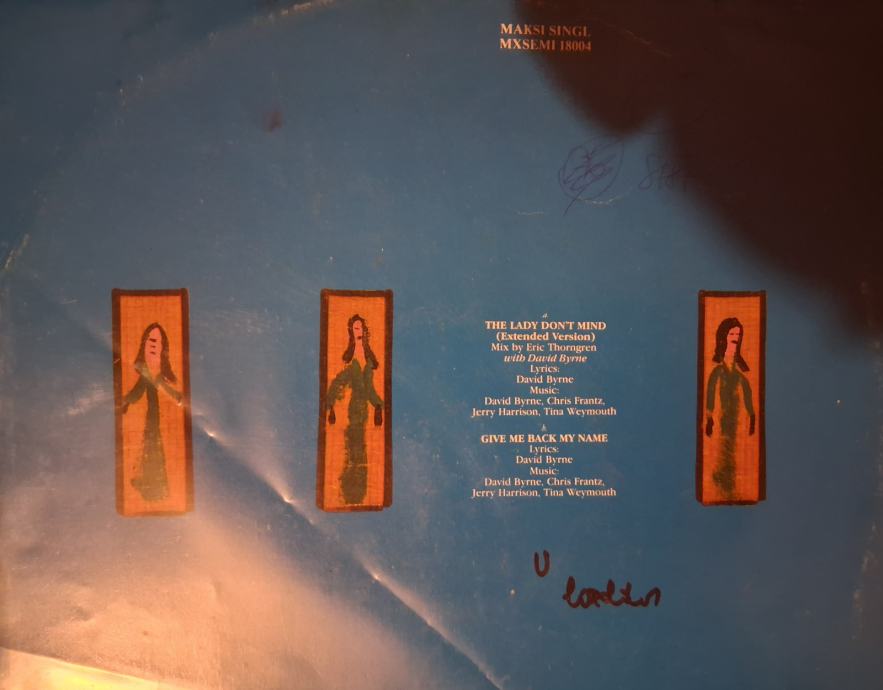 MAKSI SINGL
MXSEMI 18004
a
THE LADY DON'T MIND
(Extended Version)
Mix by Eric Thorngren
with David Byrne
Lyrics:
David Byrne
Music:
David Byrne, Chris Frantz,
Jerry Harrison, Tina Weymouth
b
GIVE ME BACK MY NAME
Lyrics:
David Byrne
Music:
David Byrne, Chris Frantz,
Jerry Harrison, Tina Weymouth
U